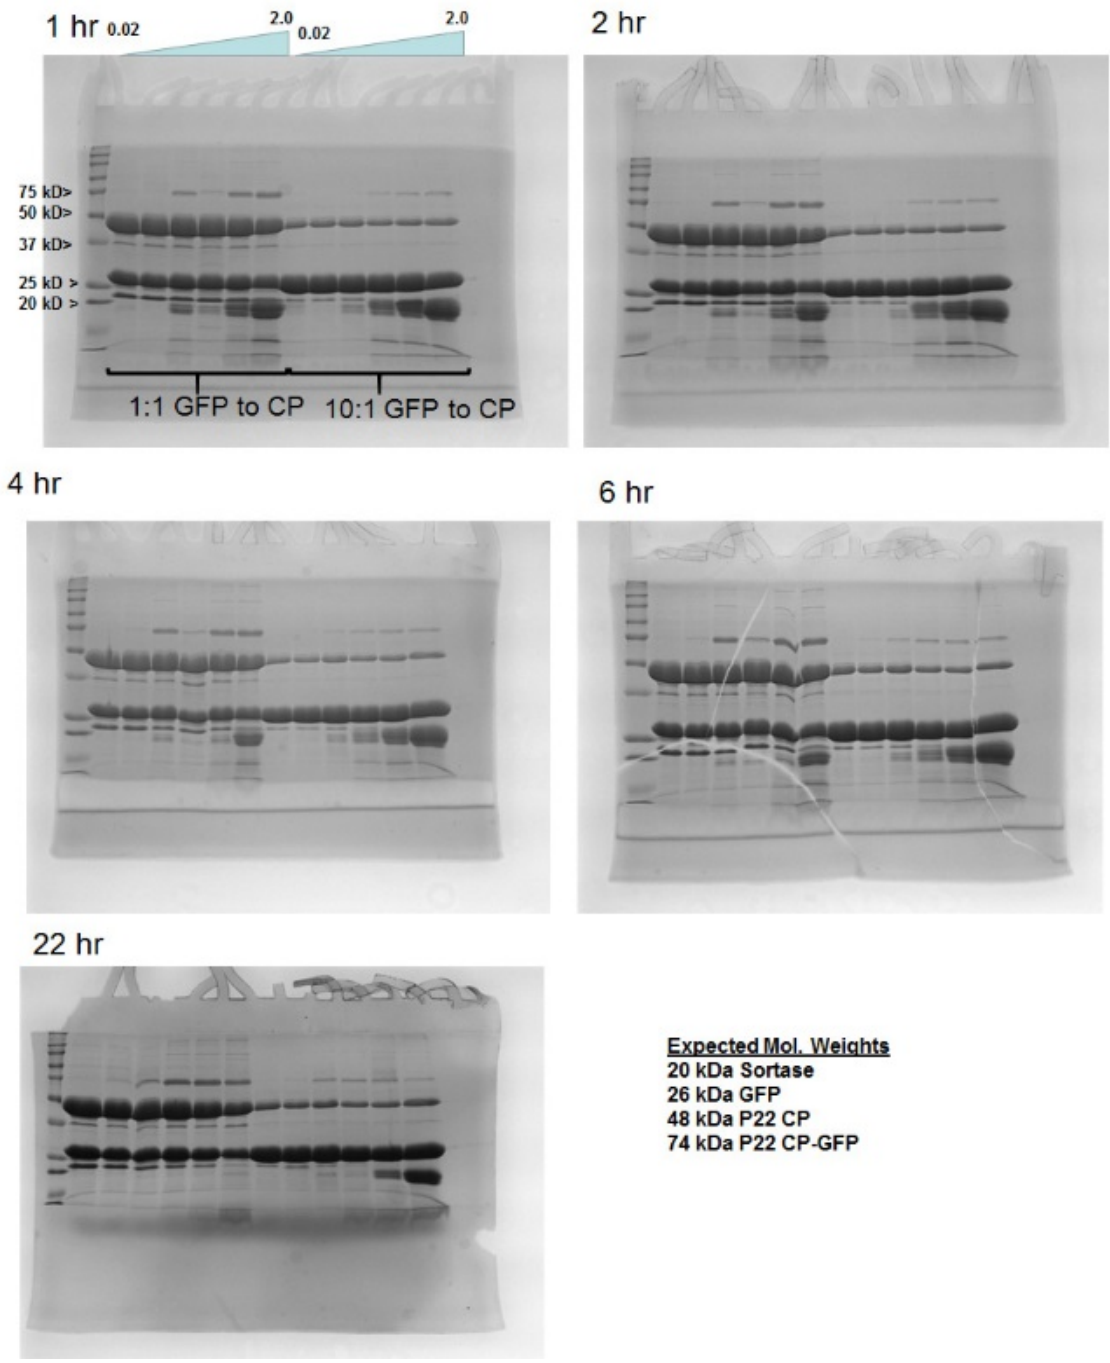 1 hr 0.02 2.0 0.02 2.0
2 hr
75 kD>
50 kD>
37 kD>
25 kD >
20 kD >
1:1 GFP to CP 10:1 GFP to CP
4 hr
6 hr
22 hr
Expected Mol. Weights
20 kDa Sortase
26 kDa GFP
48 kDa P22 CP
74 kDa P22 CP-GFP